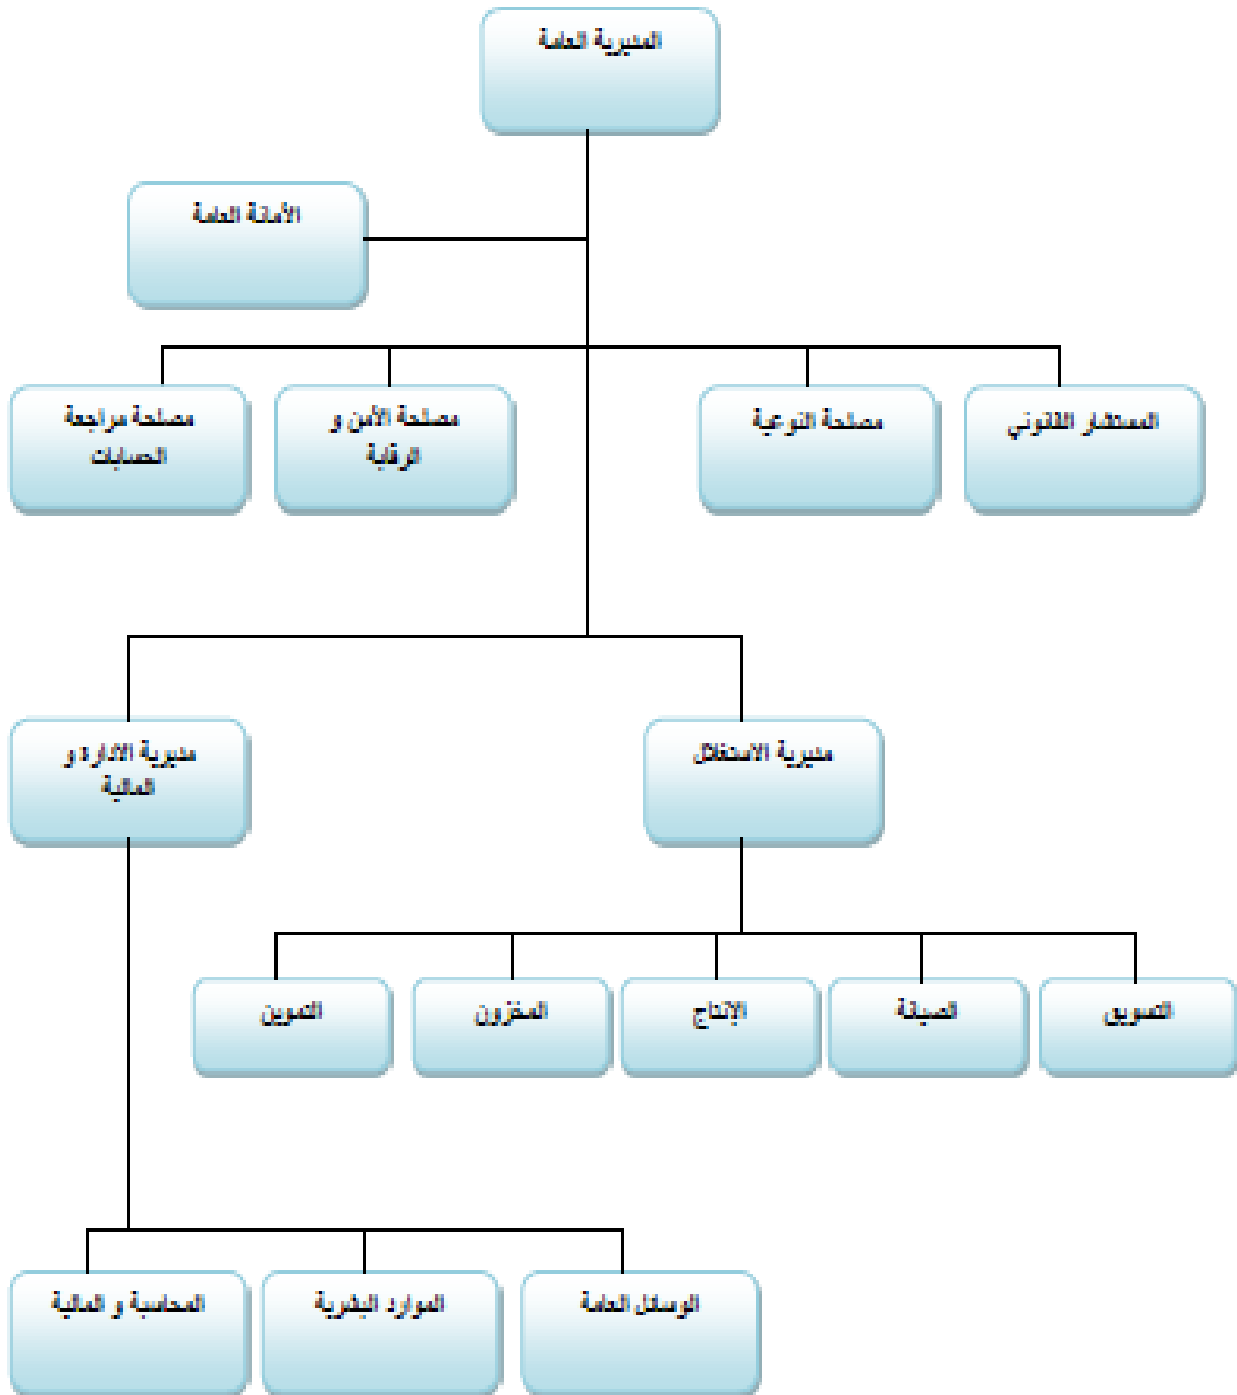 المديرية العامة
الأمانة العامة
المستشار القانوني
مصلحة النوعية
مصلحة الأمن و
الرقابة
مصلحة مراجعة
الحسابات
مديرية الاستغلال
مديرية الادارة و
المالية
التسويق
الصيانة
الإنتاج
المخزون
التموين
الوسائل العامة
الموارد البشرية
المحاسبة و المالية